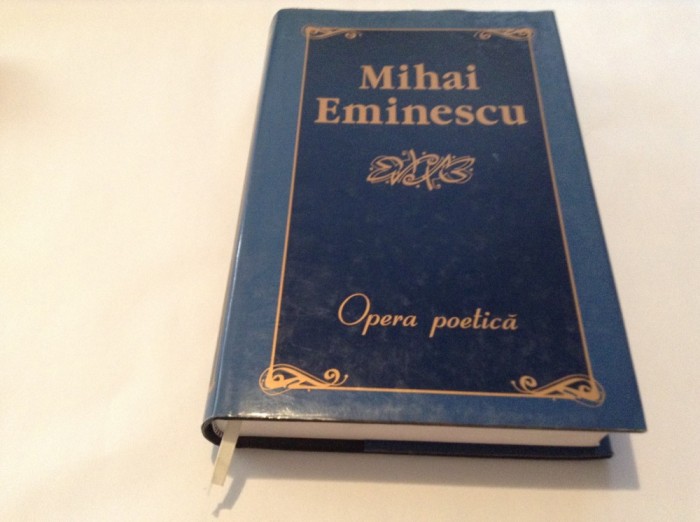 Mihai
Eminescu
Opera poetică